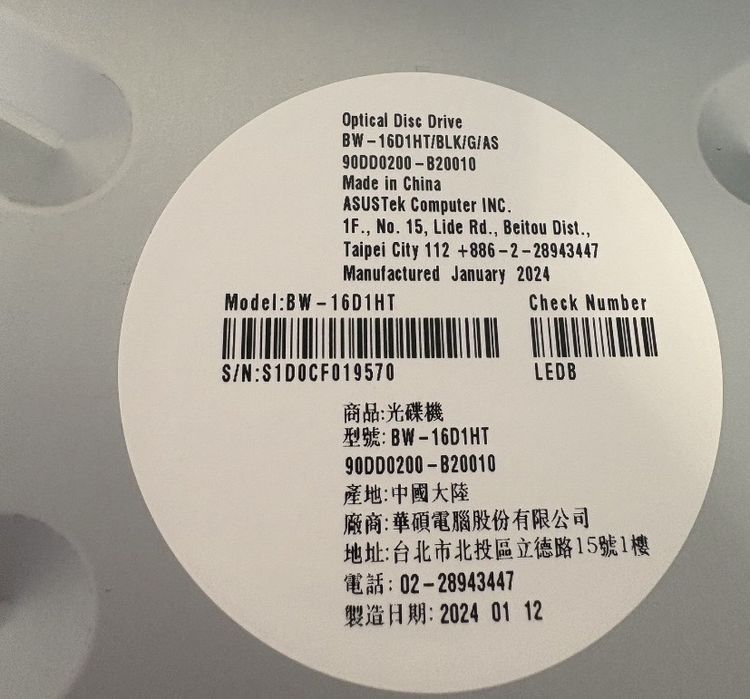 Optical Disc Drive
BW-16D1HT/BLK/G/AS
90DD0200-B20010
Made in China
ASUSTek Computer INC.
1F., No. 15, Lide Rd., Beitou Dist.,
Taipei City 112 +886-2-28943447
Manufactured January 2024
Model:BW-16D1HT Check Number
S/N:S1D0CF019570 LEDB
商品:光碟機
型號:BW-16D1HT
90DD0200-B20010
產地:中國大陸
廠商:華碩電腦股份有限公司
地址:台北市北投區立德路15號1樓
電話:02-28943447
製造日期:2024 01 12